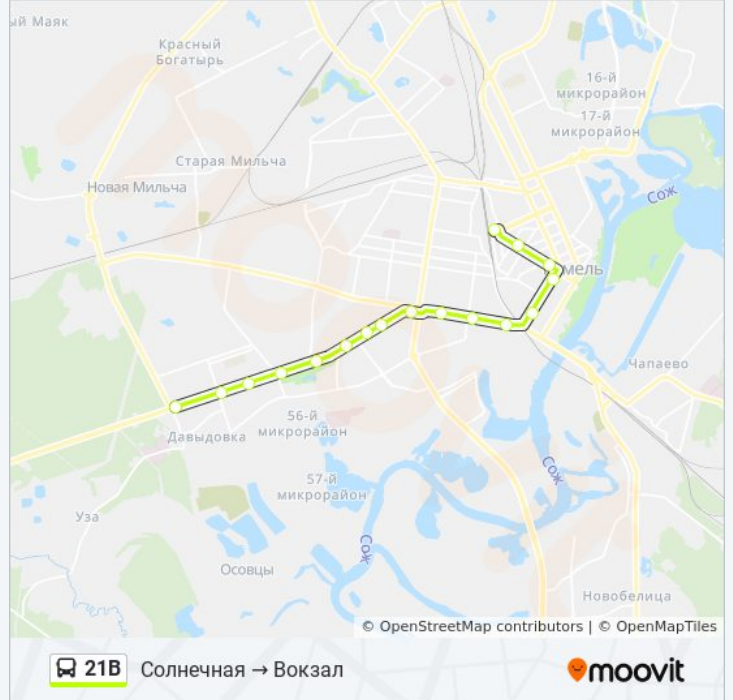 ый Маяк
Красный
Богатырь
16-й
микрорайон
17-й
микрорайон
Старая Мильча
Новая Мильча
Сож
мель
Чапаево
56-й
микрорайон
Давыдовка
57-й
микрорайон
Сож
Уза
Сож
Осовцы
Новобелица
© OpenStreetMap contributors | © OpenMapTiles
21В Солнечная → Вокзал
moovit